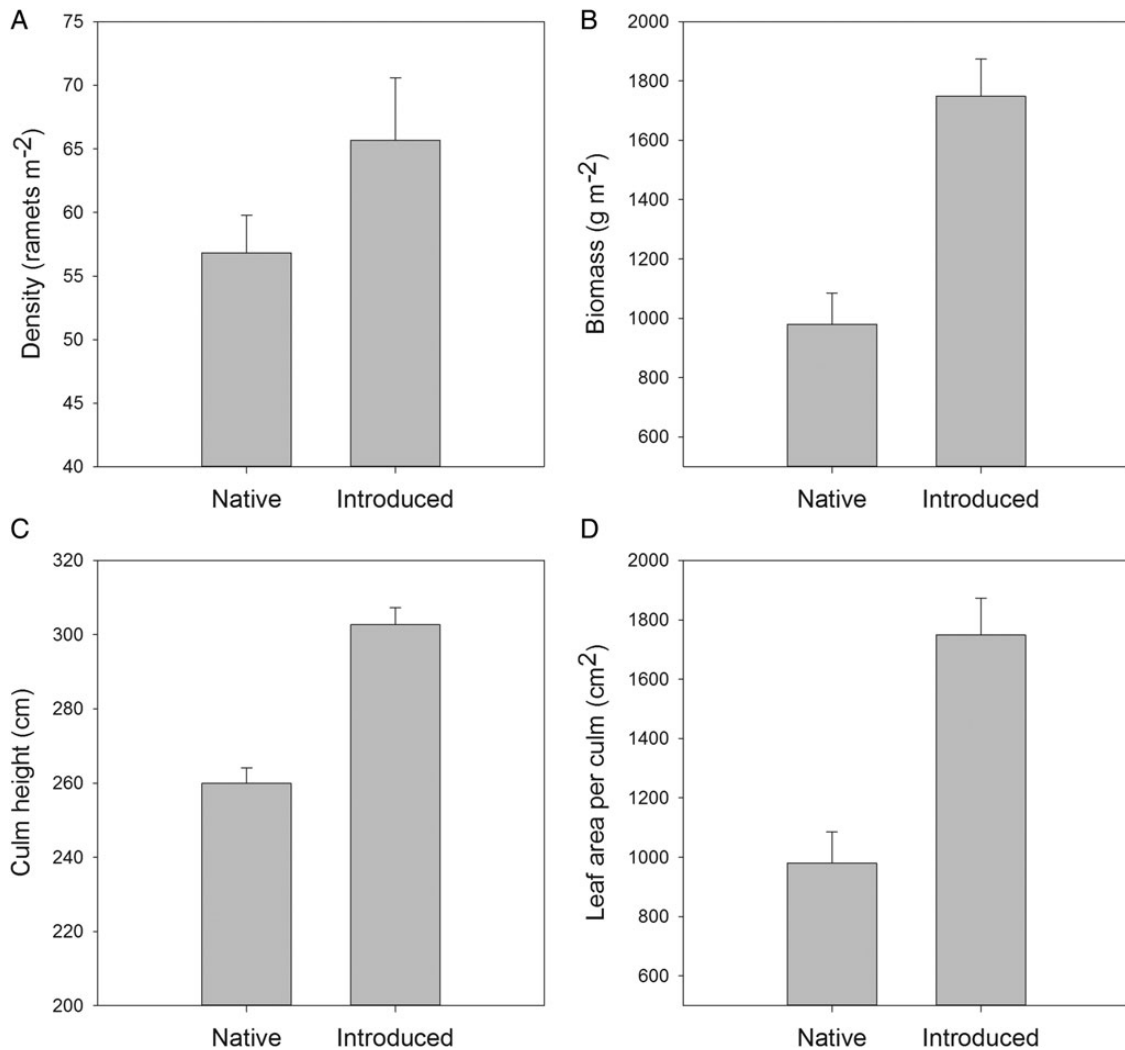 A
Density (ramets m-2)
75
70
65
60
55
50
45
40
Native Introduced
B
Biomass (g m-2)
2000
1800
1600
1400
1200
1000
800
600
Native Introduced
C
Culm height (cm)
320
300
280
260
240
220
200
Native Introduced
D
Leaf area per culm (cm2)
2000
1800
1600
1400
1200
1000
800
600
Native Introduced